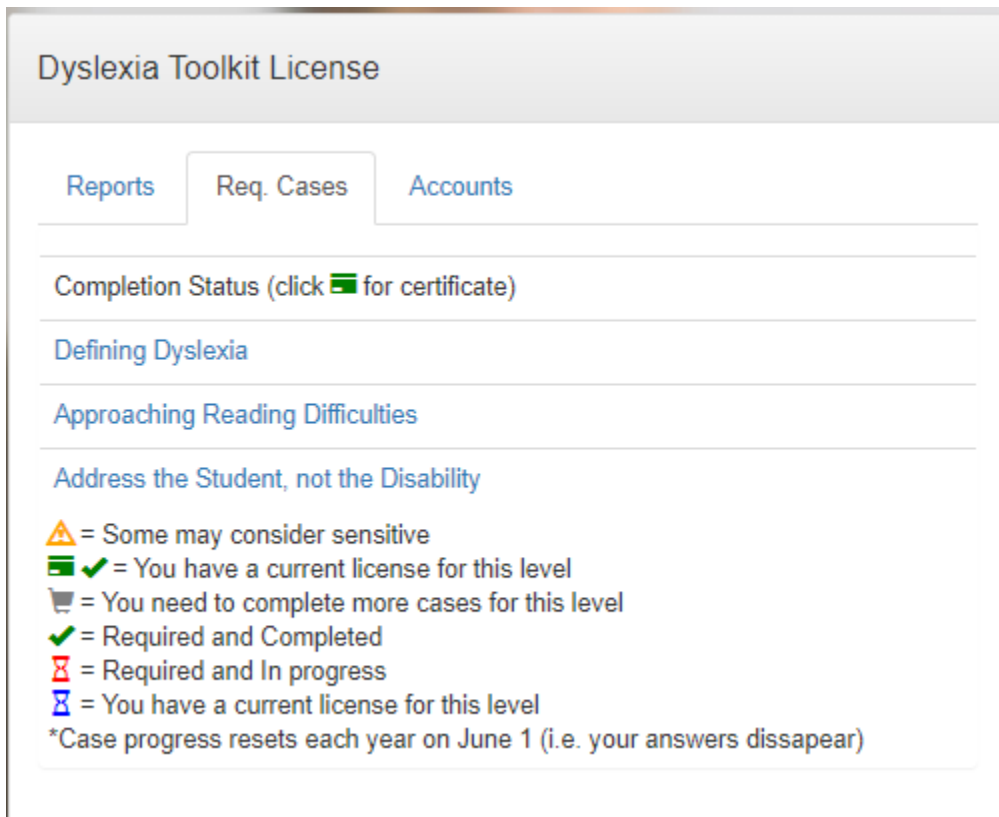 Dyslexia Toolkit License
Reports Req. Cases Accounts
Completion Status (click for certificate)
Defining Dyslexia
Approaching Reading Difficulties
Address the Student, not the Disability
= Some may consider sensitive
= You have a current license for this level
= You need to complete more cases for this level
= Required and Completed
= Required and In progress
= You have a current license for this level
*Case progress resets each year on June 1 (i.e. your answers dissapear)